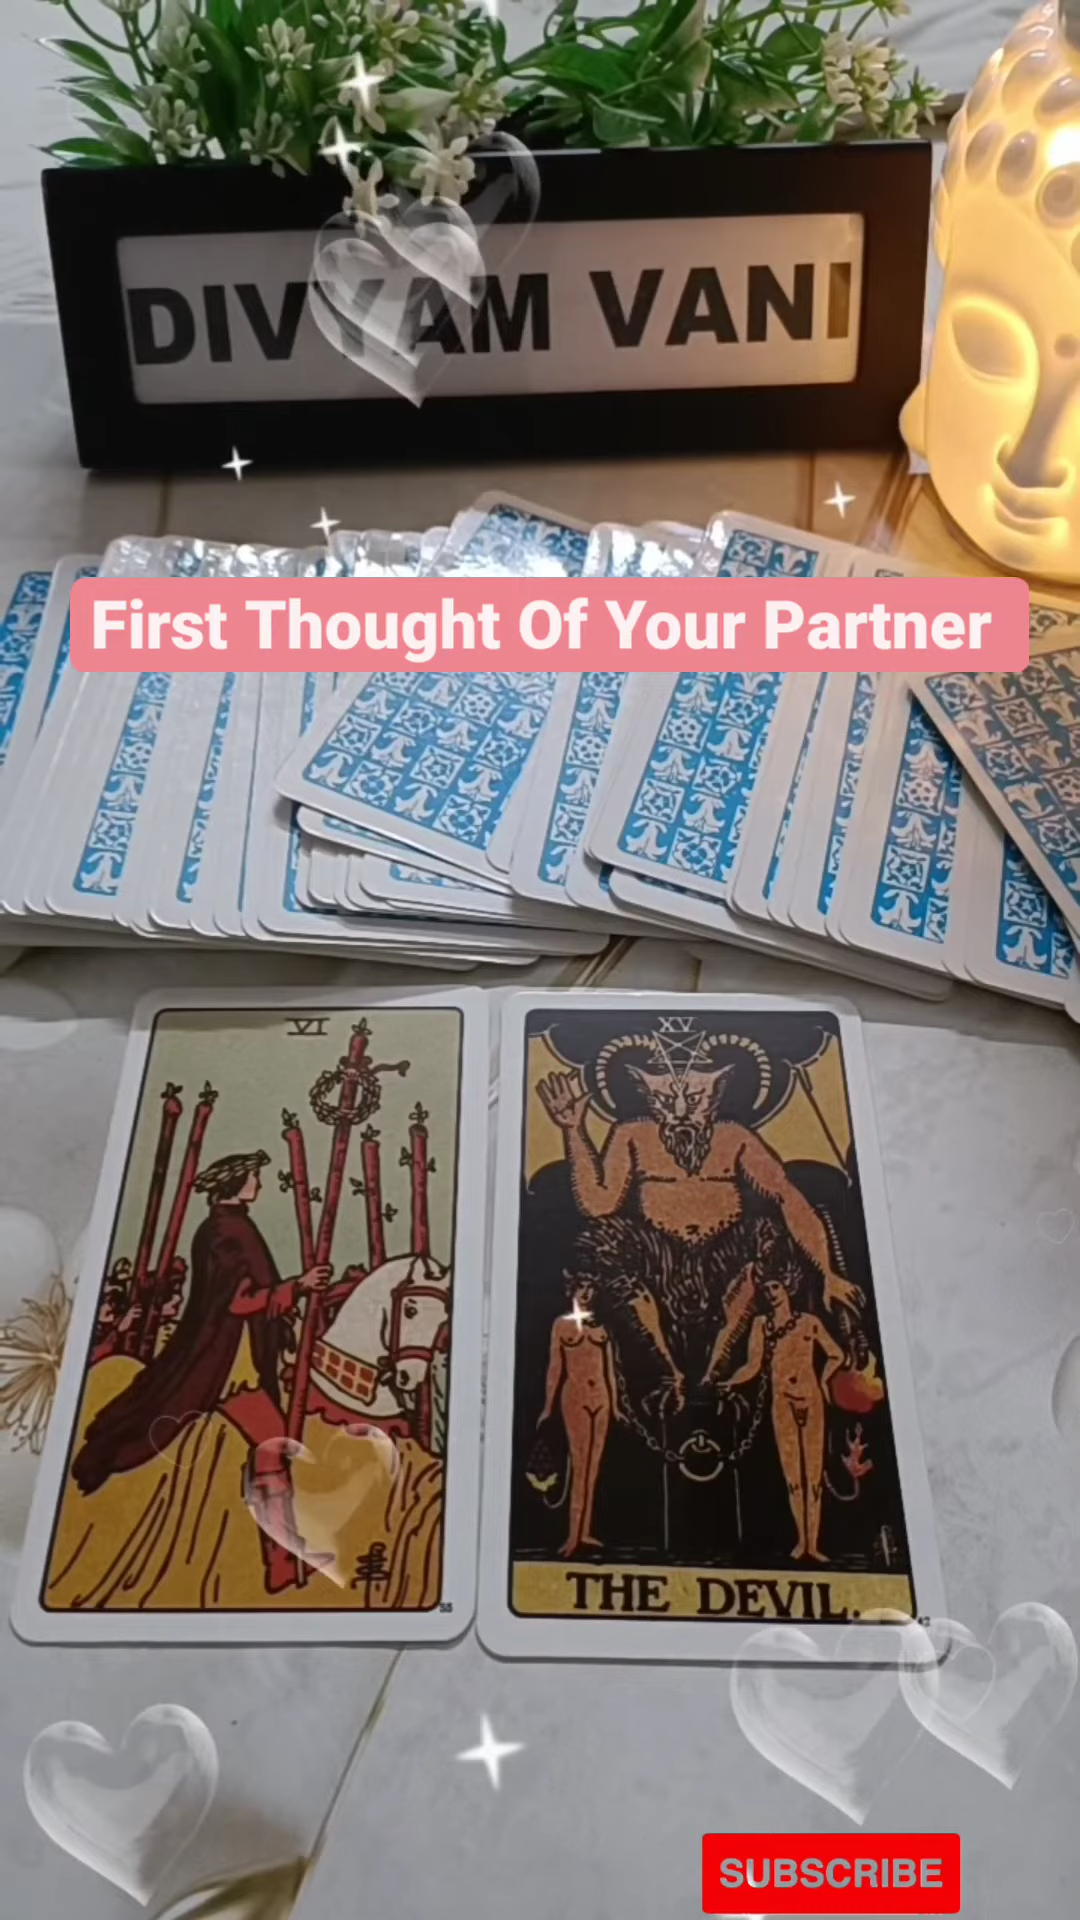 DIVYAM VANI
First Thought Of Your Partner
VI
XV
THE DEVIL.
SUBSCRIBE